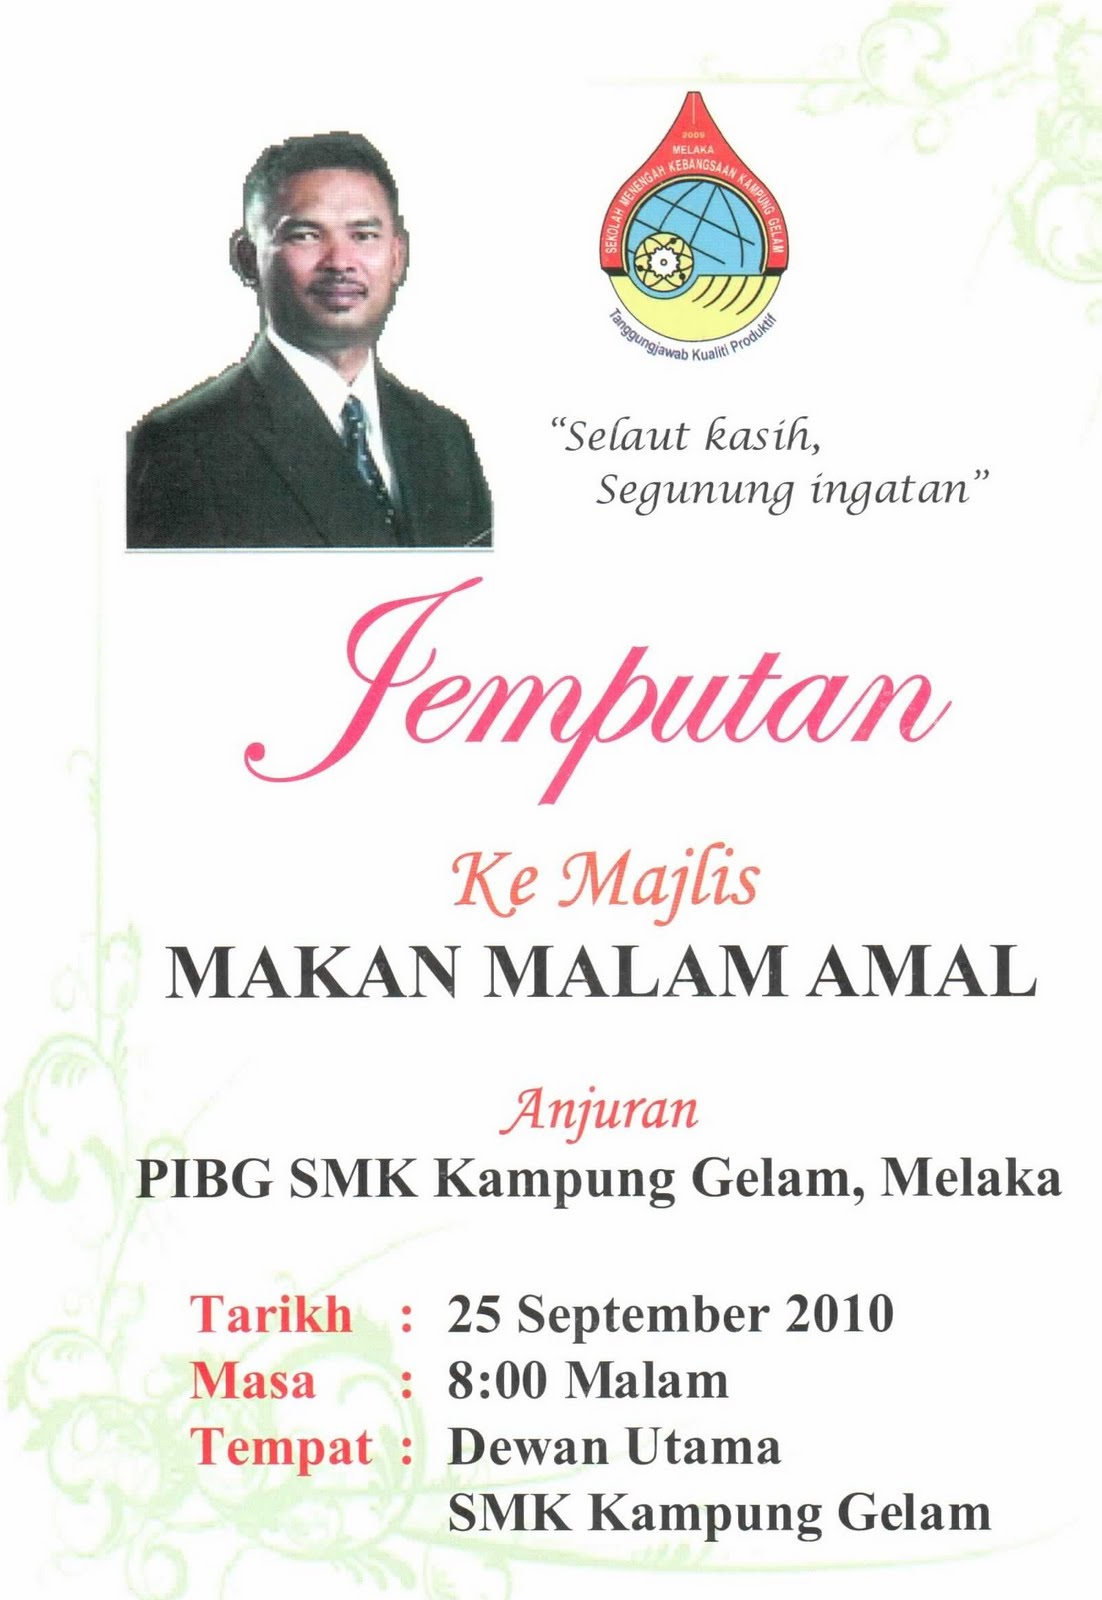 2009
MELAKA
SEKOLAH MENENGAH KEBANGSAAN KAMPUNG GELAM
Tanggungjawab Kualiti Produktif
“Selaut kasih,
Segunung ingatan”
Jemputan
Ke Majlis
MAKAN MALAM AMAL
Anjuran
PIBG SMK Kampung Gelam, Melaka
Tarikh : 25 September 2010
Masa : 8:00 Malam
Tempat : Dewan Utama
SMK Kampung Gelam